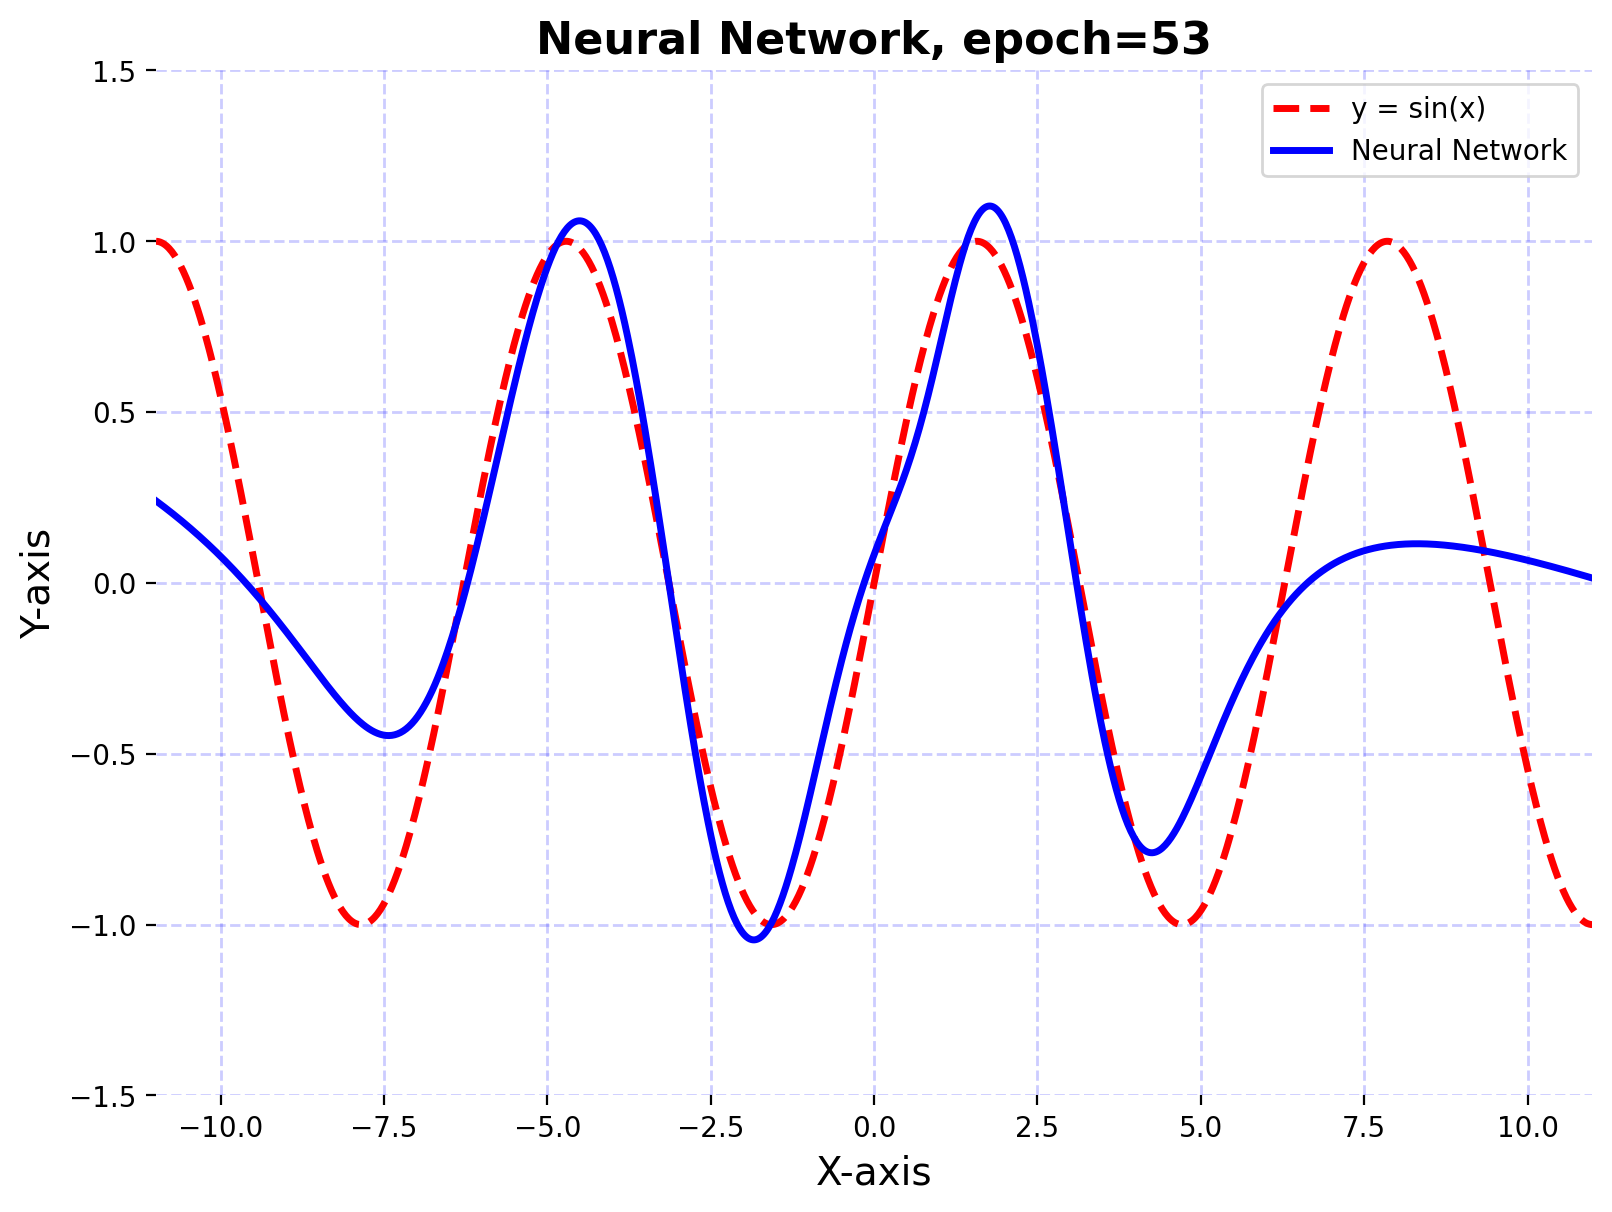 Neural Network, epoch=53
y = sin(x)
Neural Network
Y-axis
1.5
1.0
0.5
0.0
−0.5
−1.0
−1.5
−10.0 −7.5 −5.0 −2.5 0.0 2.5 5.0 7.5 10.0
X-axis